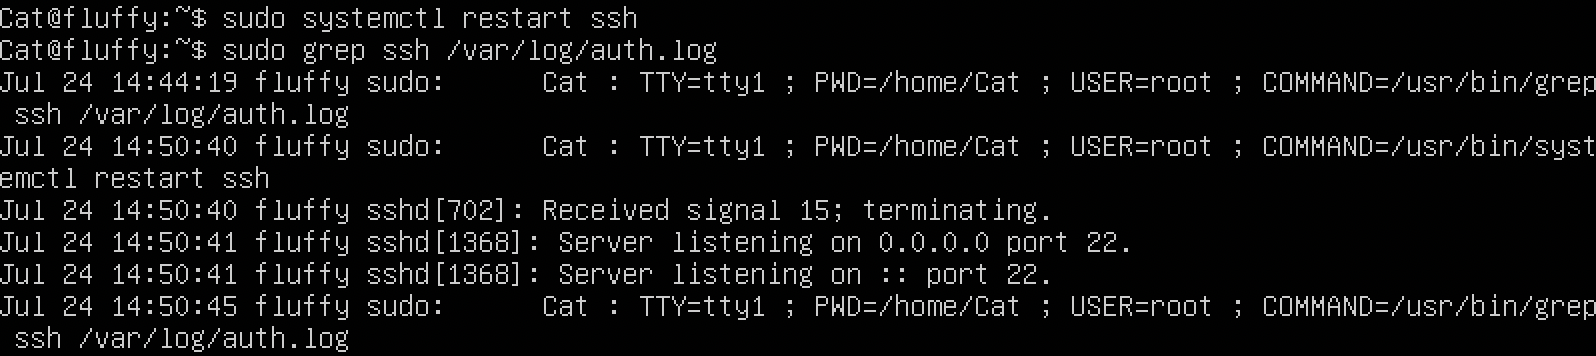 Cat@fluffy:~$ sudo systemctl restart ssh
Cat@fluffy:~$ sudo grep ssh /var/log/auth.log
Jul 24 14:44:19 fluffy sudo:      Cat : TTY=tty1 ; PWD=/home/Cat ; USER=root ; COMMAND=/usr/bin/grep
 ssh /var/log/auth.log
Jul 24 14:50:40 fluffy sudo:      Cat : TTY=tty1 ; PWD=/home/Cat ; USER=root ; COMMAND=/usr/bin/syst
emctl restart ssh
Jul 24 14:50:40 fluffy sshd[702]: Received signal 15; terminating.
Jul 24 14:50:41 fluffy sshd[1368]: Server listening on 0.0.0.0 port 22.
Jul 24 14:50:41 fluffy sshd[1368]: Server listening on :: port 22.
Jul 24 14:50:45 fluffy sudo:      Cat : TTY=tty1 ; PWD=/home/Cat ; USER=root ; COMMAND=/usr/bin/grep
 ssh /var/log/auth.log